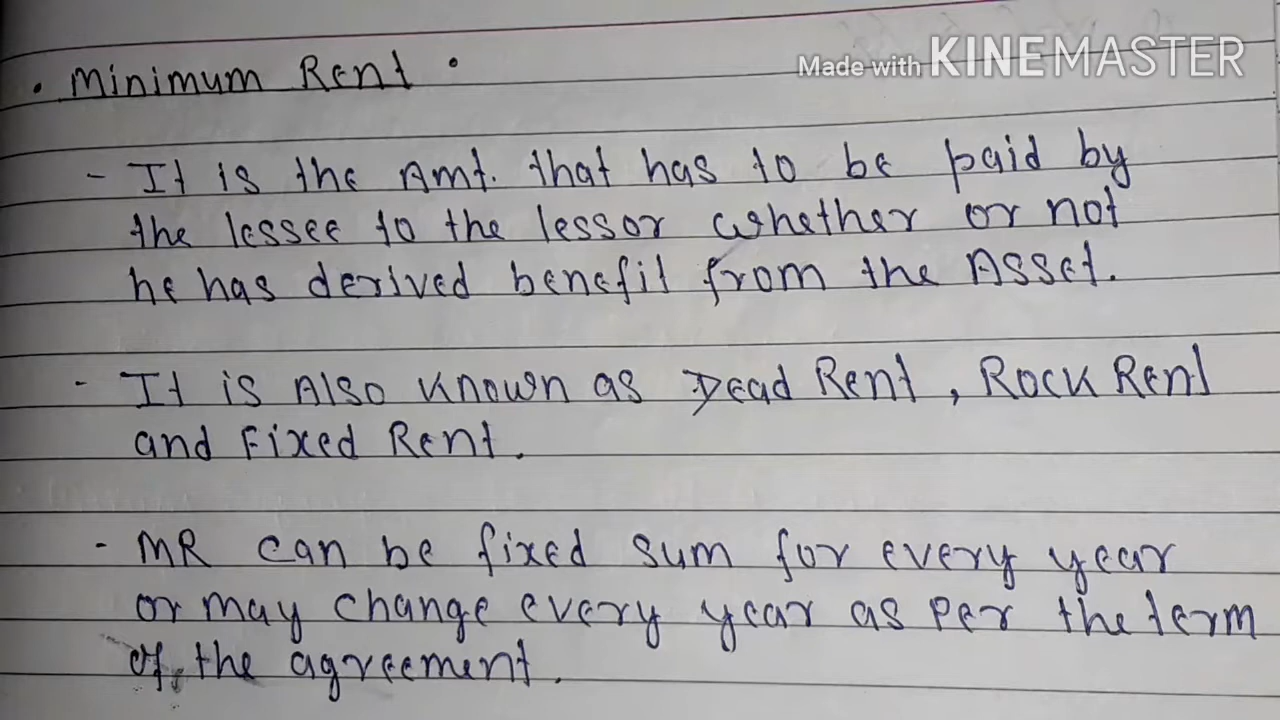 Made with KINEMASTER
• Minimum Rent •
- It is the Amt. that has to be paid by
the lessee to the lessor whether or not
he has derived benefit from the Asset.
- It is Also Known as Dead Rent, Rock Rent
and Fixed Rent.
- MR can be fixed sum for every year
or may change every year as per the term
of the agreement.